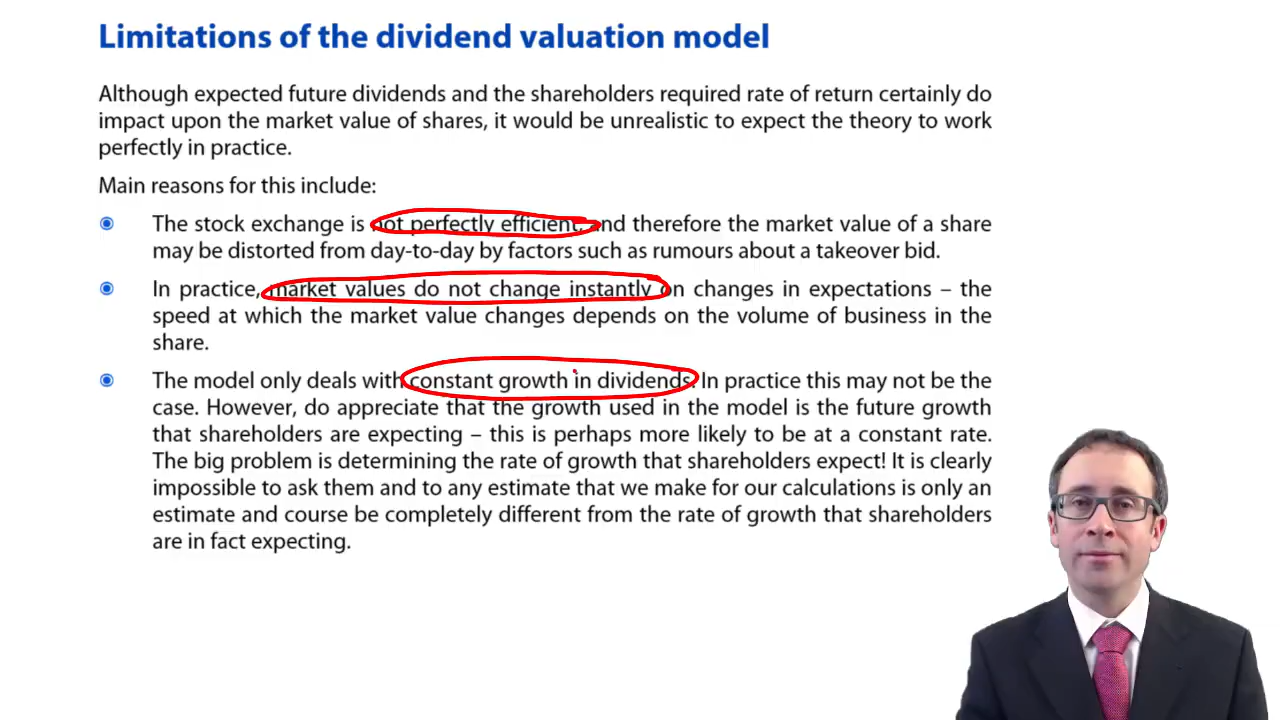 Limitations of the dividend valuation model
Although expected future dividends and the shareholders required rate of return certainly do
impact upon the market value of shares, it would be unrealistic to expect the theory to work
perfectly in practice.
Main reasons for this include:
The stock exchange is not perfectly efficient, and therefore the market value of a share
may be distorted from day-to-day by factors such as rumours about a takeover bid.
In practice, market values do not change instantly on changes in expectations – the
speed at which the market value changes depends on the volume of business in the
share.
The model only deals with constant growth in dividends. In practice this may not be the
case. However, do appreciate that the growth used in the model is the future growth
that shareholders are expecting – this is perhaps more likely to be at a constant rate.
The big problem is determining the rate of growth that shareholders expect! It is clearly
impossible to ask them and to any estimate that we make for our calculations is only an
estimate and course be completely different from the rate of growth that shareholders
are in fact expecting.